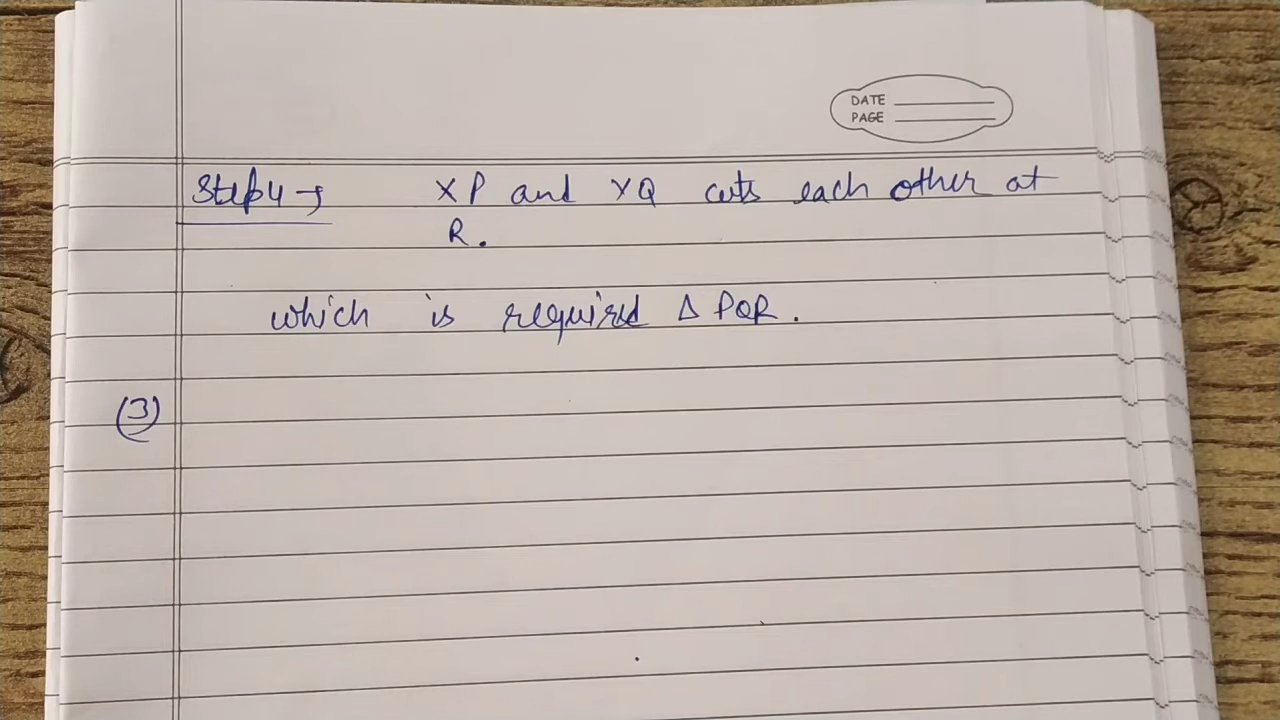 DATE
PAGE
Step4→ XP and YQ cuts each other at
R.
which is required Δ PQR.
(3)